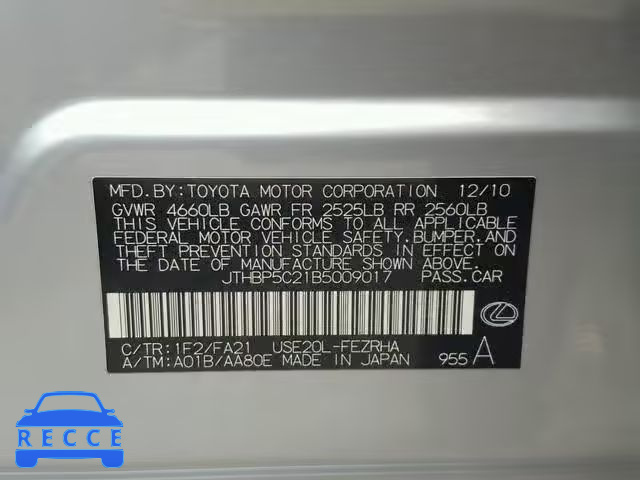 MFD.BY:TOYOTA MOTOR CORPORATION 12/10
GVWR 4660LB GAWR FR 2525LB RR 2560LB
THIS VEHICLE CONFORMS TO ALL APPLICABLE
FEDERAL MOTOR VEHICLE SAFETY,BUMPER,AND
THEFT PREVENTION STANDARDS IN EFFECT ON
THE DATE OF MANUFACTURE SHOWN ABOVE.
JTHBP5C21B5009017 PASS.CAR
C/TR:1F2/FA21 USE20L-FEZRHA
A/TM:A01B/AA80E MADE IN JAPAN 955 A
RECCE